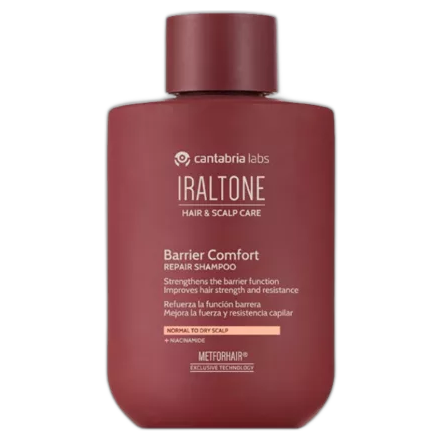 cantabria labs
IRALTONE
HAIR & SCALP CARE
Barrier Comfort
REPAIR SHAMPOO
Strengthens the barrier function
Improves hair strength and resistance
Refuerza la función barrera
Mejora la fuerza y resistencia capilar
NORMAL TO DRY SCALP
+ NIACINAMIDE
METFORHAIR®
EXCLUSIVE TECHNOLOGY